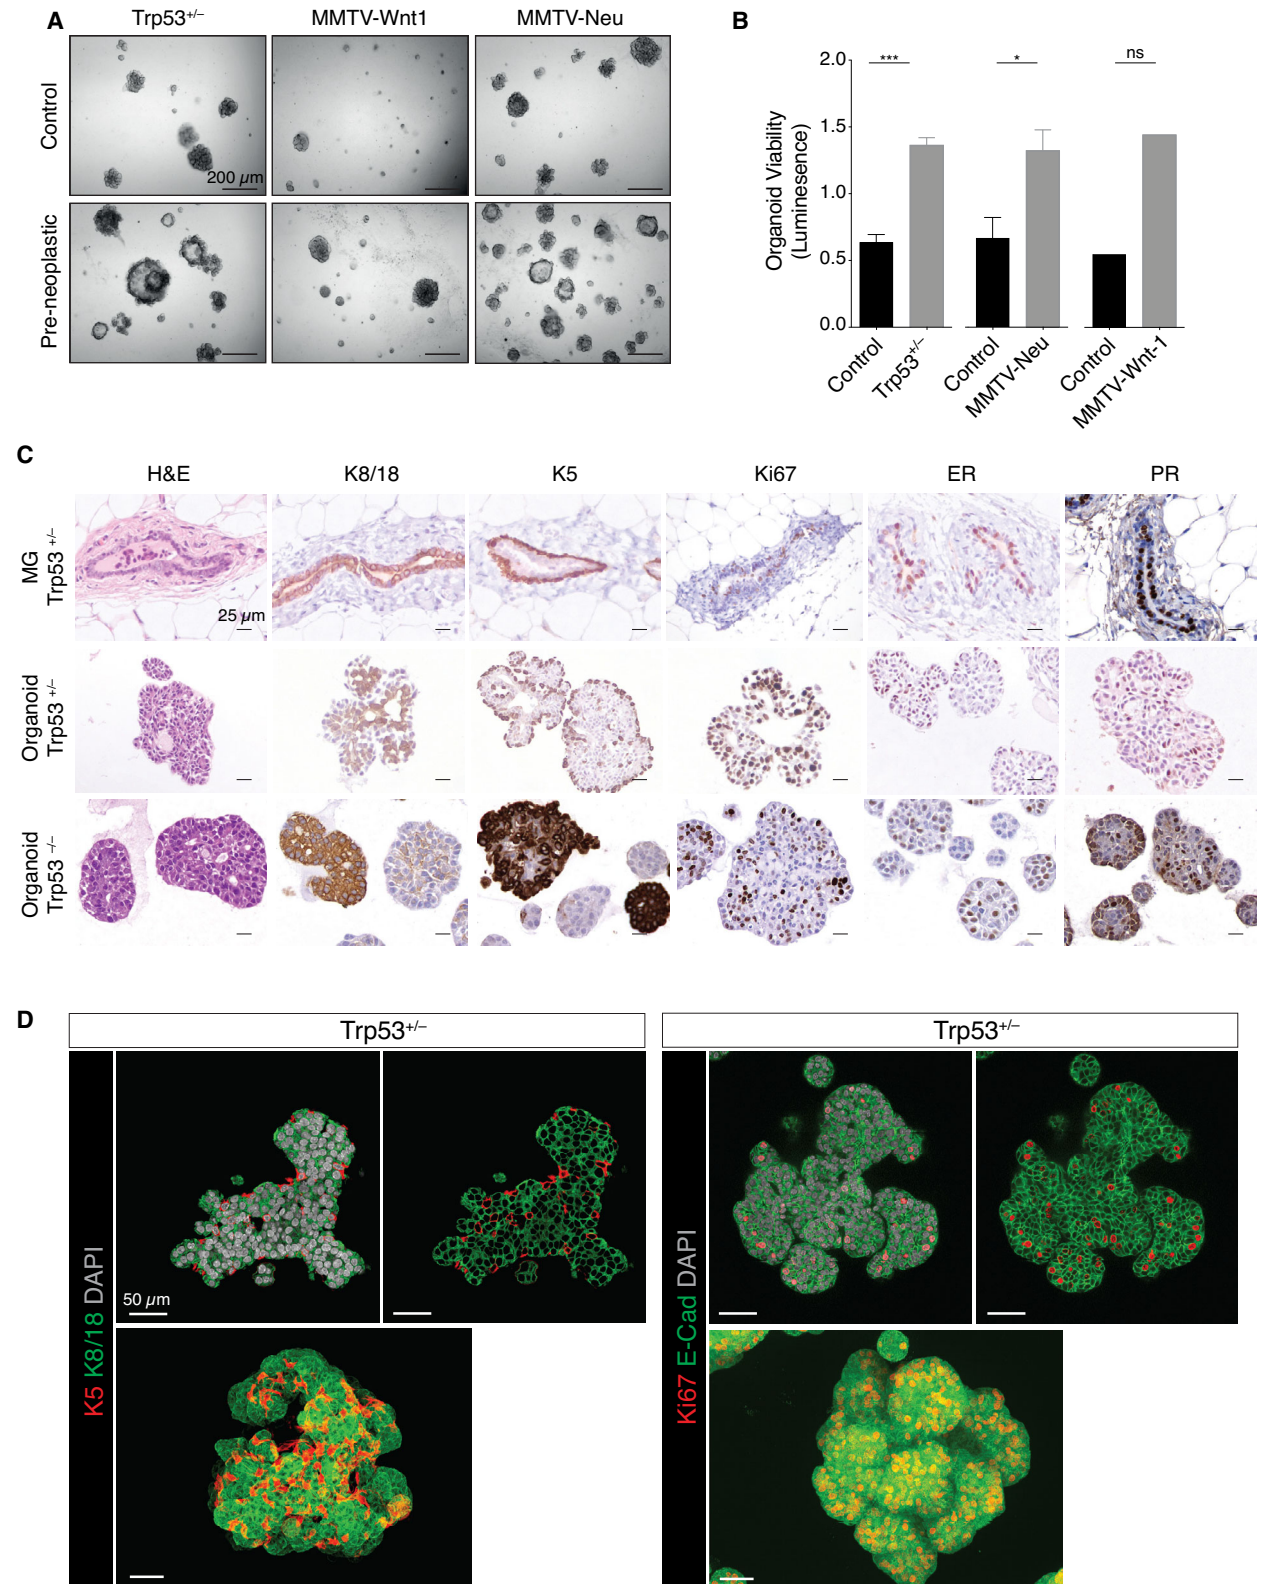 A
Trp53+/–
MMTV-Wnt1
MMTV-Neu
Control
200 µm
Pre-neoplastic
B
Organoid Viability
(Luminesence)
2.0
1.5
1.0
0.5
0.0
***
*
ns
Control
Trp53+/–
Control
MMTV-Neu
Control
MMTV-Wnt-1
C
H&E
K8/18
K5
Ki67
ER
PR
MG
Trp53 +/–
25 µm
Organoid
Trp53 +/–
Organoid
Trp53 –/–
D
Trp53+/–
Trp53+/–
K5 K8/18 DAPI
50 µm
Ki67 E-Cad DAPI